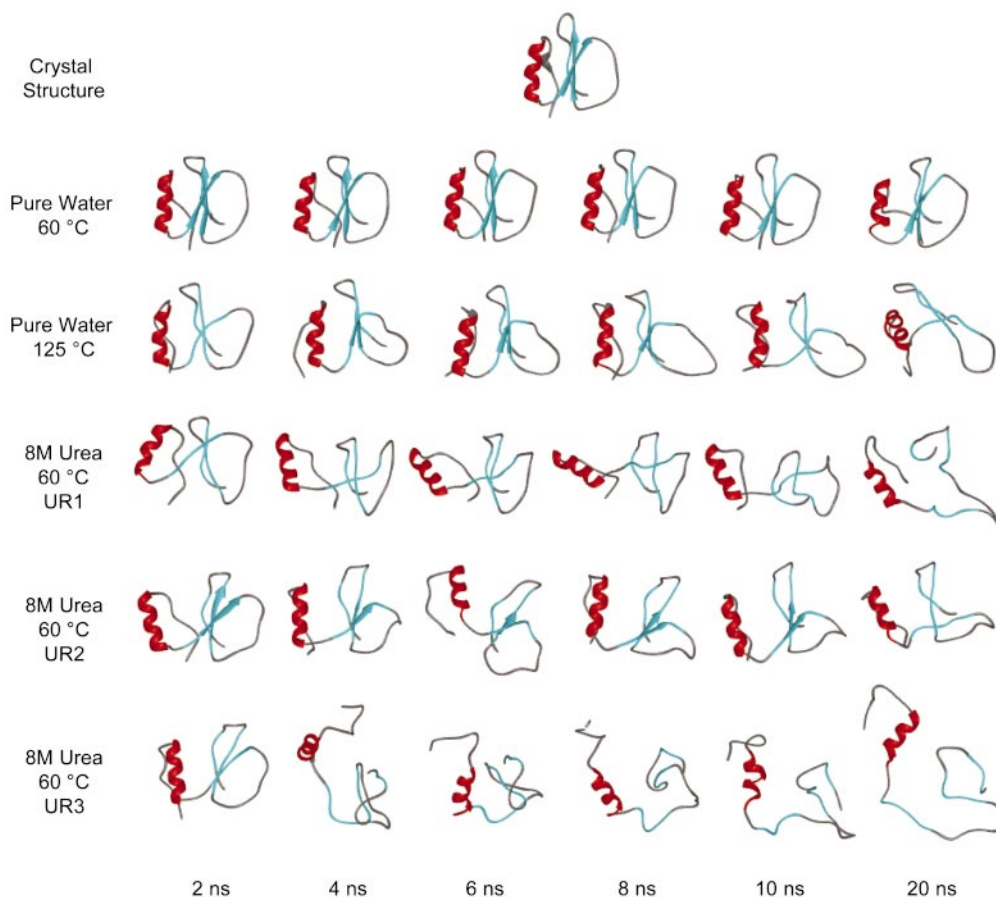 Crystal
Structure
Pure Water
60 °C
Pure Water
125 °C
8M Urea
60 °C
UR1
8M Urea
60 °C
UR2
8M Urea
60 °C
UR3
2 ns 4 ns 6 ns 8 ns 10 ns 20 ns